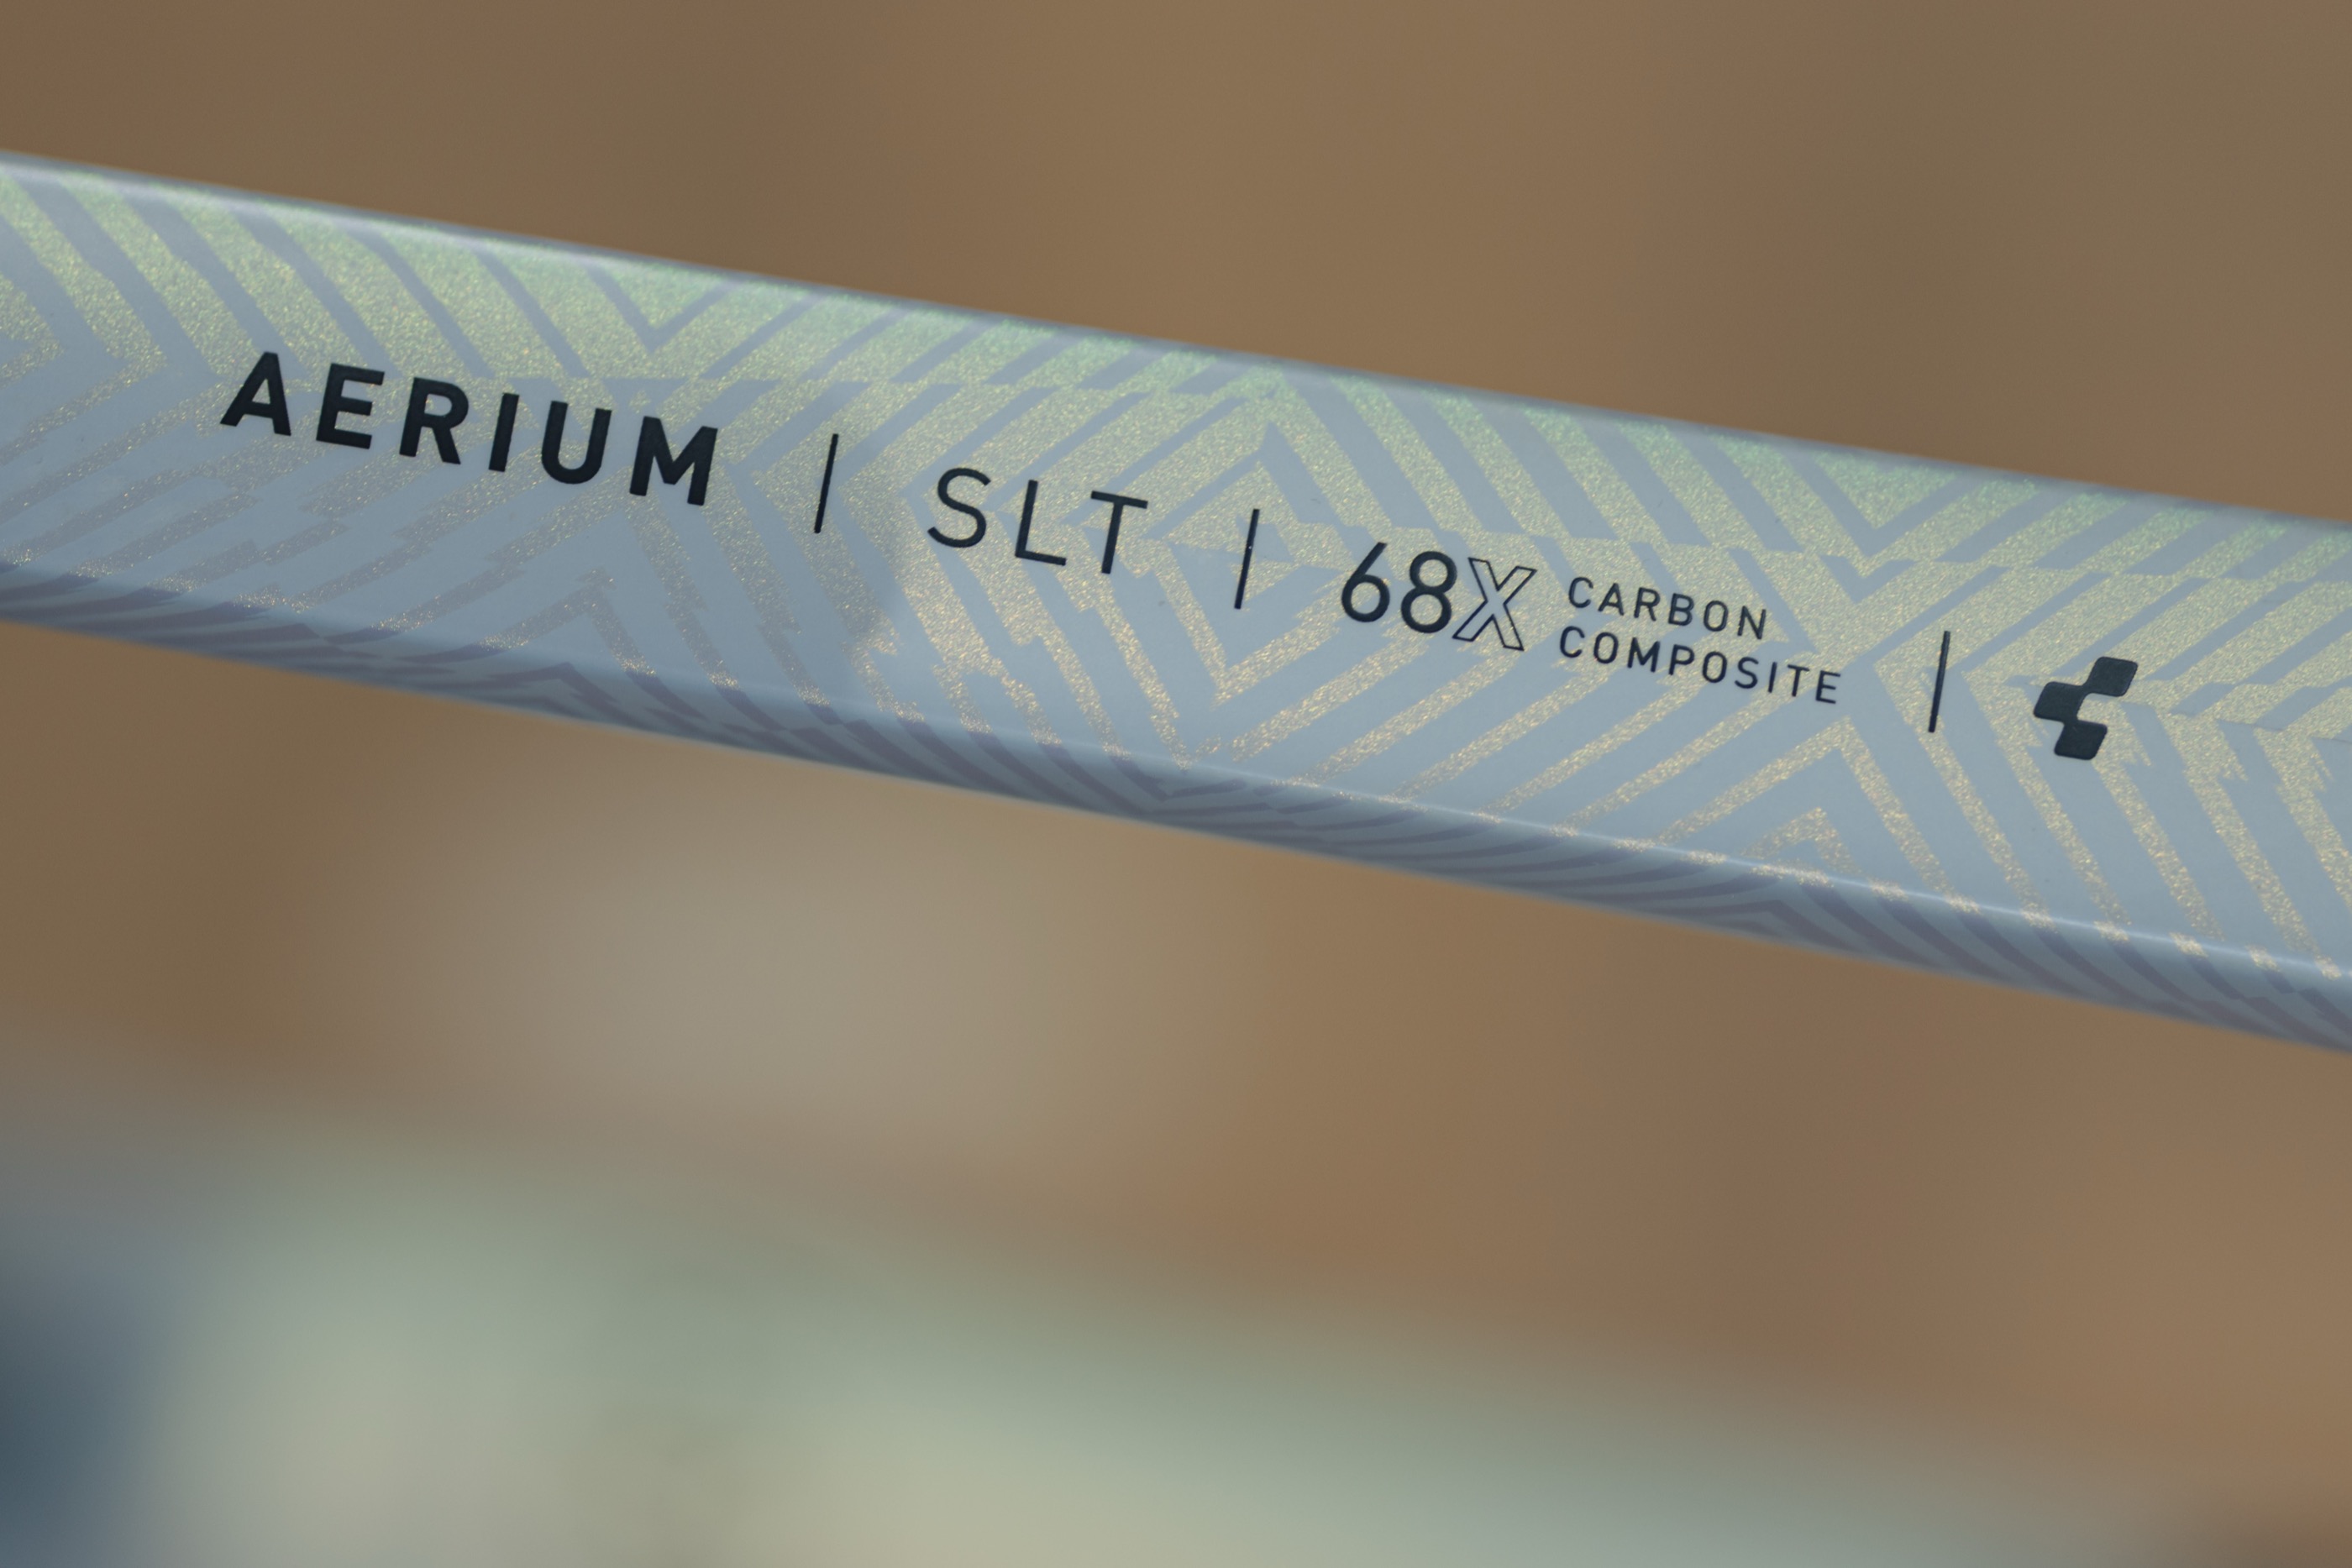 AERIUM | SLT | 68X CARBON
COMPOSITE |